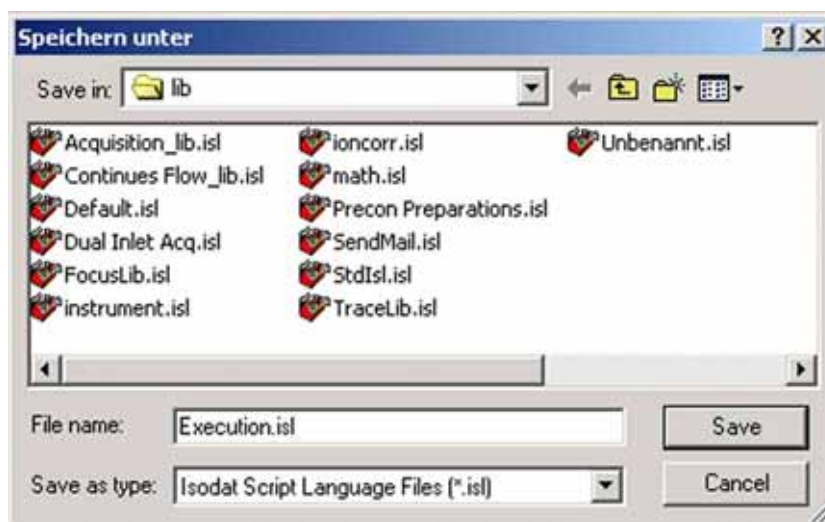 Speichern unter
Save in: lib
Acquisition_lib.isl
Continues Flow_lib.isl
Default.isl
Dual Inlet Acq.isl
FocusLib.isl
instrument.isl
ioncorr.isl
math.isl
Precon Preparations.isl
SendMail.isl
StdIsl.isl
TraceLib.isl
Unbenannt.isl
File name: Execution.isl
Save
Save as type: Isodat Script Language Files (*.isl)
Cancel